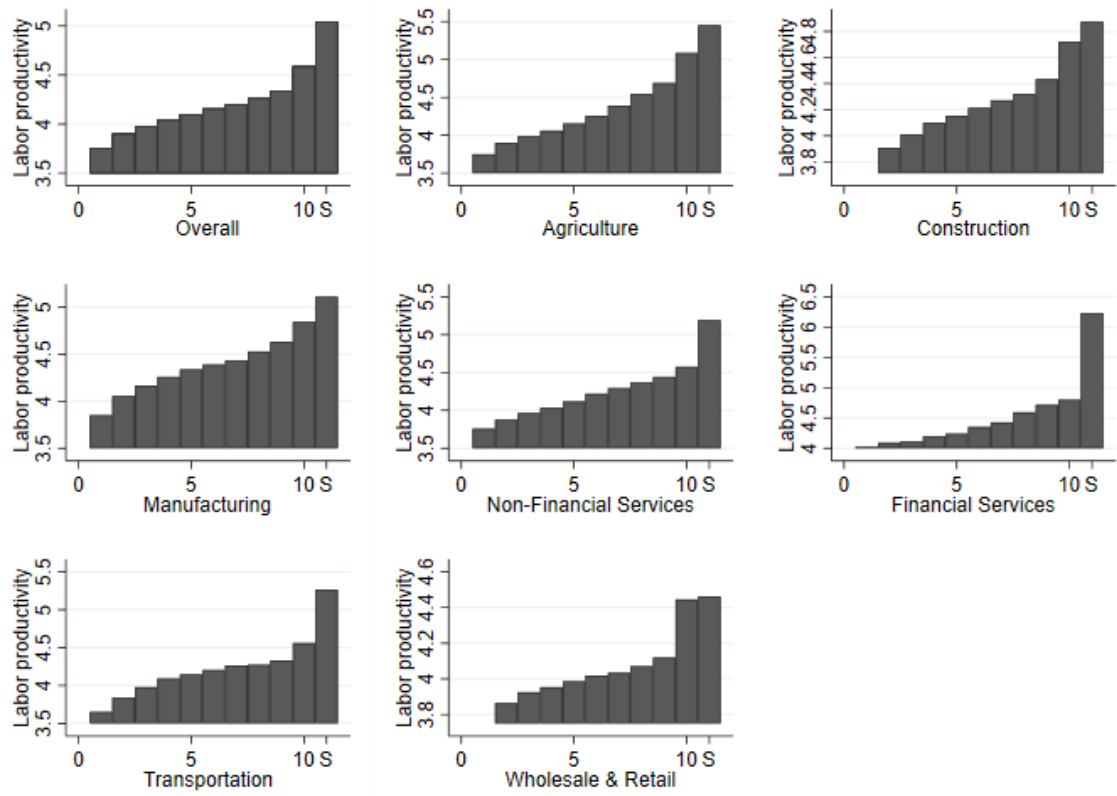 Labor productivity
3.5 4 4.5 5
0 5 10 S
Overall
Labor productivity
3.5 4 4.5 5 5.5
0 5 10 S
Agriculture
Labor productivity
3.8 4 4.2 4.4 4.6 4.8
0 5 10 S
Construction
Labor productivity
3.5 4 4.5 5
0 5 10 S
Manufacturing
Labor productivity
3.5 4 4.5 5 5.5
0 5 10 S
Non-Financial Services
Labor productivity
4 4.5 5 5.5 6 6.5
0 5 10 S
Financial Services
Labor productivity
3.5 4 4.5 5 5.5
0 5 10 S
Transportation
Labor productivity
3.8 4 4.2 4.4 4.6
0 5 10 S
Wholesale & Retail